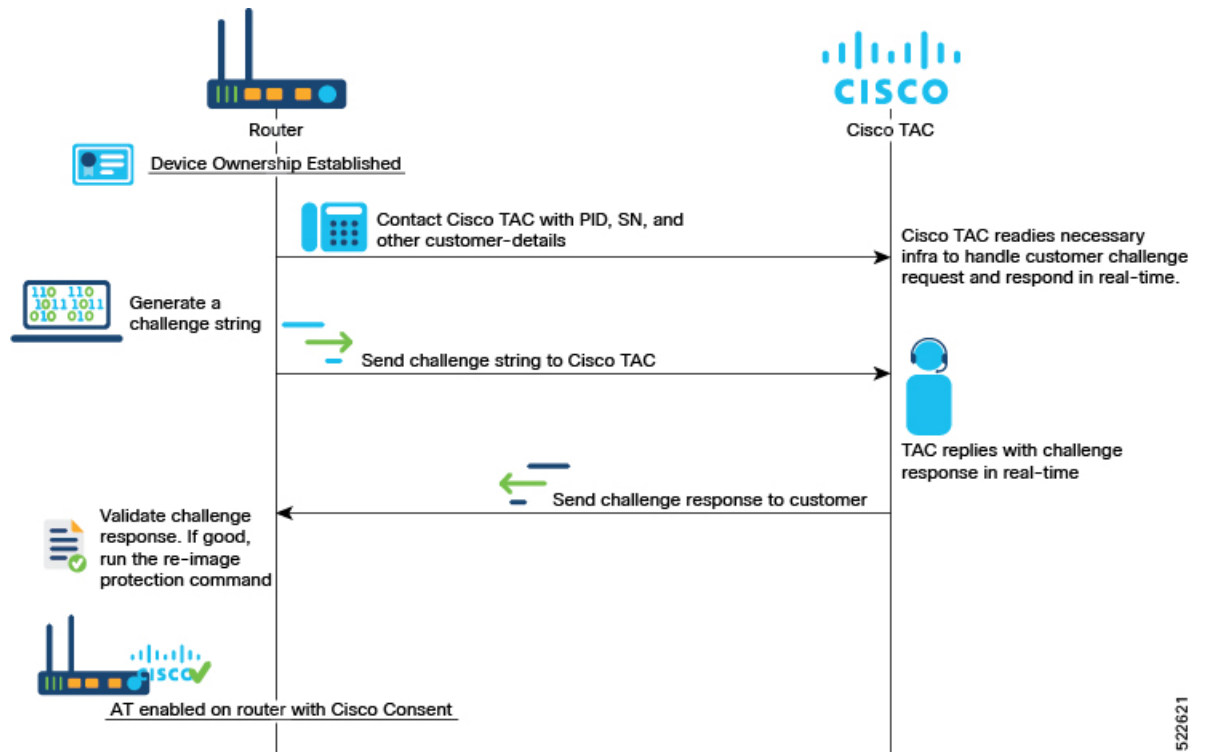 CISCO
Router
Cisco TAC
Device Ownership Established
Contact Cisco TAC with PID, SN, and
other customer-details
Cisco TAC readies necessary
infra to handle customer challenge
request and respond in real-time.
110 110
1011 1011
010 010
Generate a
challenge string
Send challenge string to Cisco TAC
TAC replies with challenge
response in real-time
Send challenge response to customer
Validate challenge
response. If good,
run the re-image
protection command
CISCO
AT enabled on router with Cisco Consent
522621